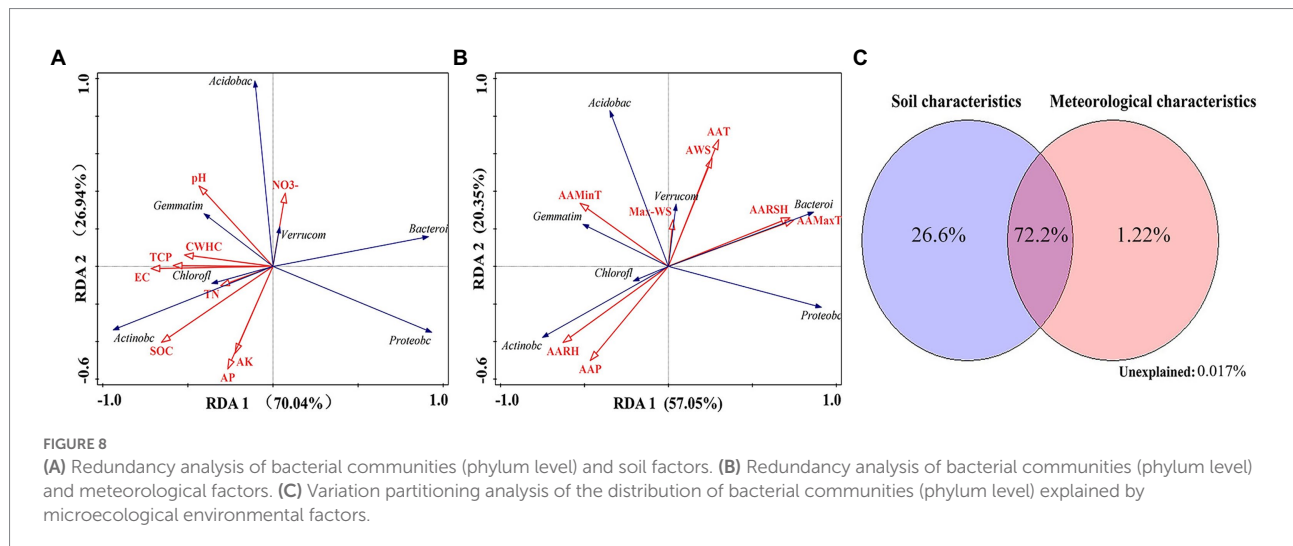 A
1.0
Acidobac
pH
NO3-
Gemmatim
Verrucom
Bacteroi
CWHC
TCP
Chlorofl
EC
TN
Actinobc
Proteobc
SOC
AK
AP
-0.6
RDA 2 （26.94%）
-1.0
RDA 1 （70.04%）
1.0
B
1.0
Acidobac
AAT
AWS
AAMinT
Verrucom
Max-WS
Bacteroi
AARSH
AAMaxT
Gemmatim
Chlorofl
Proteobc
Actinobc
AARH
AAP
-0.6
RDA 2 (20.35%)
-1.0
RDA 1 (57.05%)
1.0
C
Soil characteristics Meteorological characteristics
26.6% 72.2% 1.22%
Unexplained: 0.017%
FIGURE 8
(A) Redundancy analysis of bacterial communities (phylum level) and soil factors. (B) Redundancy analysis of bacterial communities (phylum level)
and meteorological factors. (C) Variation partitioning analysis of the distribution of bacterial communities (phylum level) explained by
microecological environmental factors.